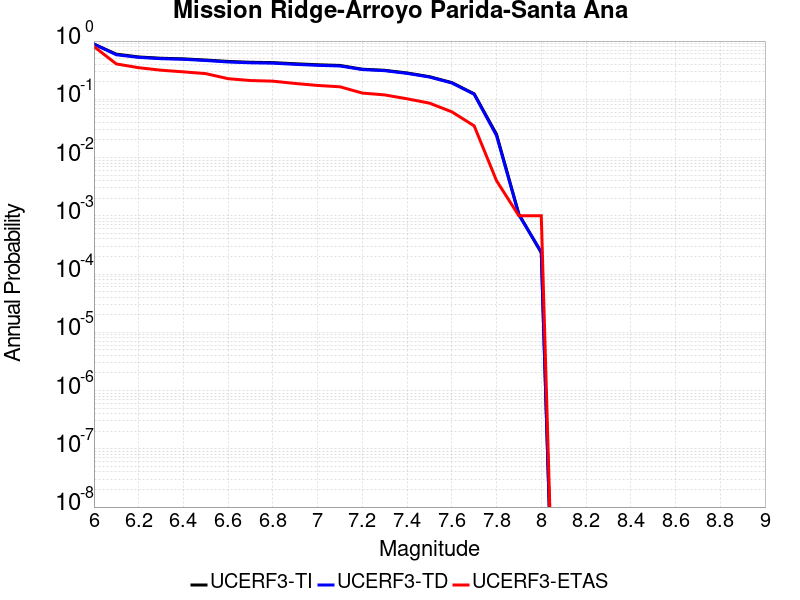 Mission Ridge-Arroyo Parida-Santa Ana
10^0
10^-1
10^-2
10^-3
10^-4
10^-5
10^-6
10^-7
10^-8
Annual Probability
6 6.2 6.4 6.6 6.8 7 7.2 7.4 7.6 7.8 8 8.2 8.4 8.6 8.8 9
Magnitude
UCERF3-TI UCERF3-TD UCERF3-ETAS